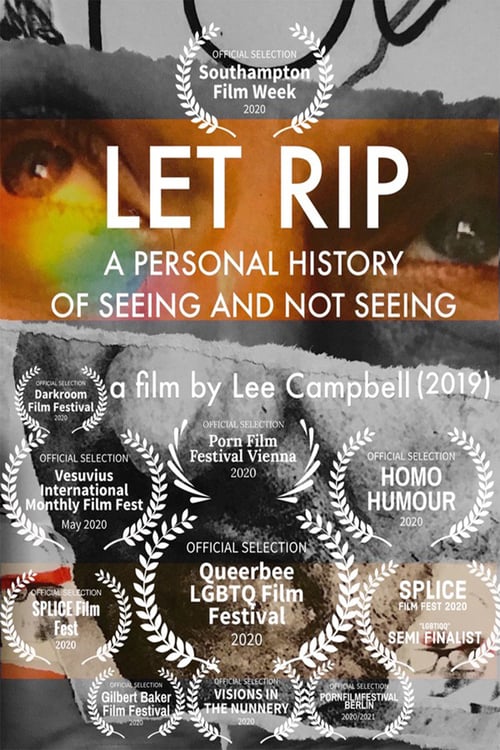 OFFICIAL SELECTION
Southampton
Film Week
2020
LET RIP
A PERSONAL HISTORY
OF SEEING AND NOT SEEING
a film by Lee Campbell (2019)
OFFICIAL SELECTION
Darkroom
Film Festival
2020
OFFICIAL SELECTION
Porn Film
Festival Vienna
2020
OFFICIAL SELECTION
Vesuvius
International
Monthly Film Fest
May 2020
OFFICIAL SELECTION
HOMO
HUMOUR
2020
OFFICIAL SELECTION
Queerbee
LGBTQ Film
Festival
2020
OFFICIAL SELECTION
SPLICE Film
Fest
2020
SPLICE
FILM FEST 2020
"LGBTIQQ"
SEMI FINALIST
OFFICIAL SELECTION
Gilbert Baker
Film Festival
2020
OFFICIAL SELECTION
VISIONS IN
THE NUNNERY
2020
OFFICIAL SELECTION
PORNFILMFESTIVAL
BERLIN
2020/2021